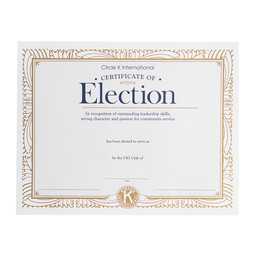 Circle K International
CERTIFICATE OF
Election
In recognition of outstanding leadership skills,
strong character and passion for community service
has been elected to serve as
by the CKI Club of
K